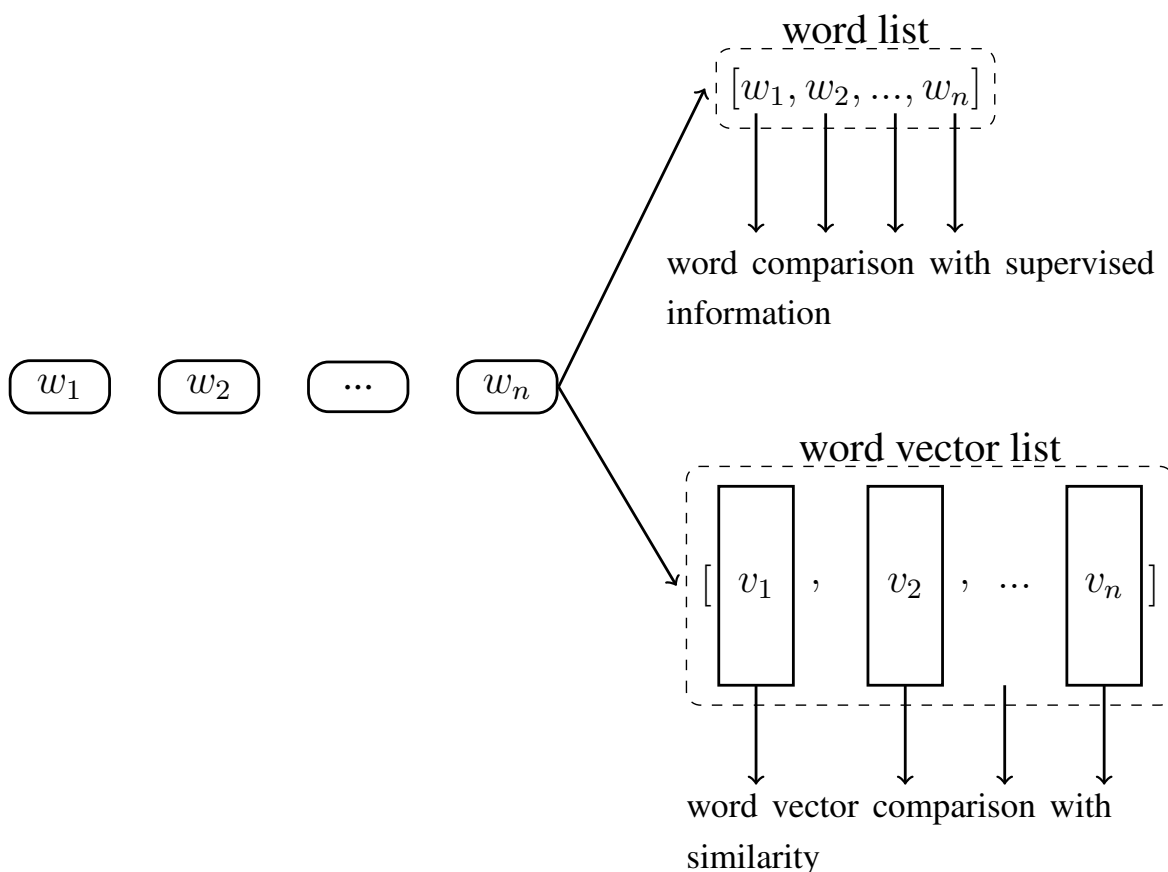 word list
[w₁, w₂, ..., wₙ]
word comparison with supervised
information
w₁ w₂ ... wₙ
word vector list
[ v₁ , v₂ , ... vₙ ]
word vector comparison with
similarity